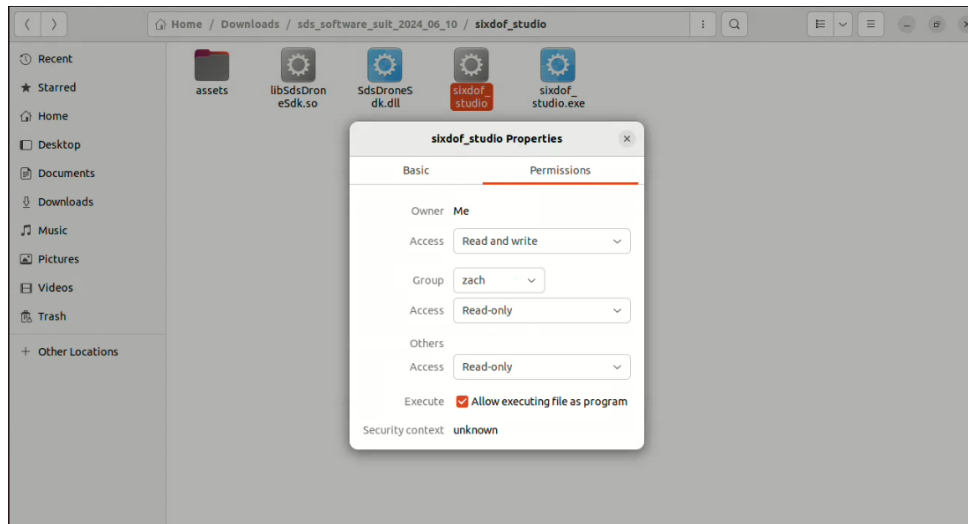 Home / Downloads / sds_software_suit_2024_06_10 / sixdof_studio
Recent
Starred
Home
Desktop
Documents
Downloads
Music
Pictures
Videos
Trash
+ Other Locations
assets
libSdsDron
eSdk.so
SdsDroneS
dk.dll
sixdof_
studio
sixdof_
studio.exe
sixdof_studio Properties
Basic
Permissions
Owner Me
Access Read and write
Group zach
Access Read-only
Others
Access Read-only
Execute Allow executing file as program
Security context unknown